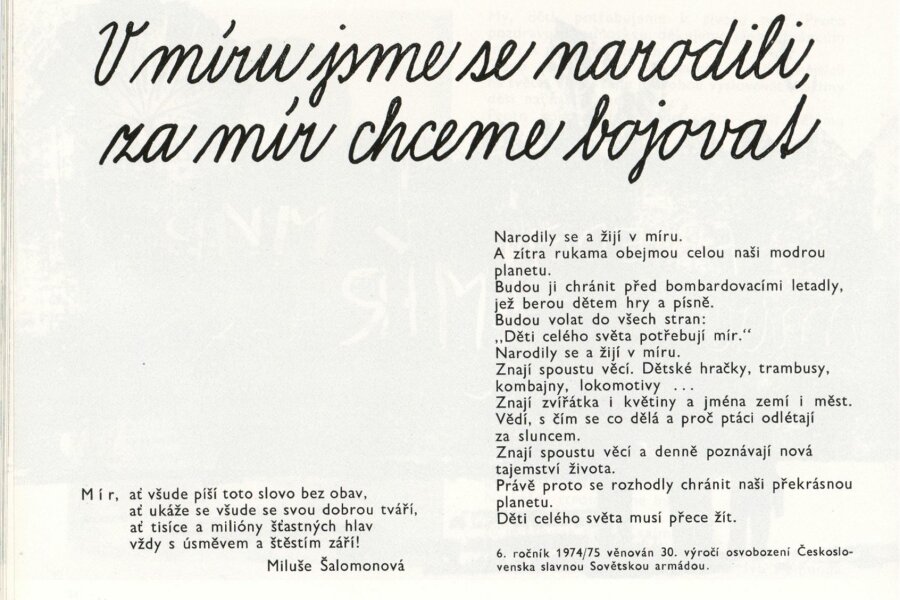 V míru jsme se narodili,
za mír chceme bojovat
Narodily se a žijí v míru.
A zítra rukama obejmou celou naši modrou
planetu.
Budou ji chránit před bombardovacími letadly,
jež berou dětem hry a písně.
Budou volat do všech stran:
,,Děti celého světa potřebují mír.“
Narodily se a žijí v míru.
Znají spoustu věcí. Dětské hračky, trambusy,
kombajny, lokomotivy ...
Znají zvířátka i květiny a jména zemí i měst.
Vědí, s čím se co dělá a proč ptáci odlétají
za sluncem.
Znají spoustu věcí a denně poznávají nová
tajemství života.
Právě proto se rozhodly chránit naši překrásnou
planetu.
Děti celého světa musí přece žít.
Mír, ať všude píší toto slovo bez obav,
ať ukáže se všude se svou dobrou tváří,
ať tisíce a milióny šťastných hlav
vždy s úsměvem a štěstím září!
Miluše Šalomonová
6. ročník 1974/75 věnován 30. výročí osvobození Českoslo-
venska slavnou Sovětskou armádou.